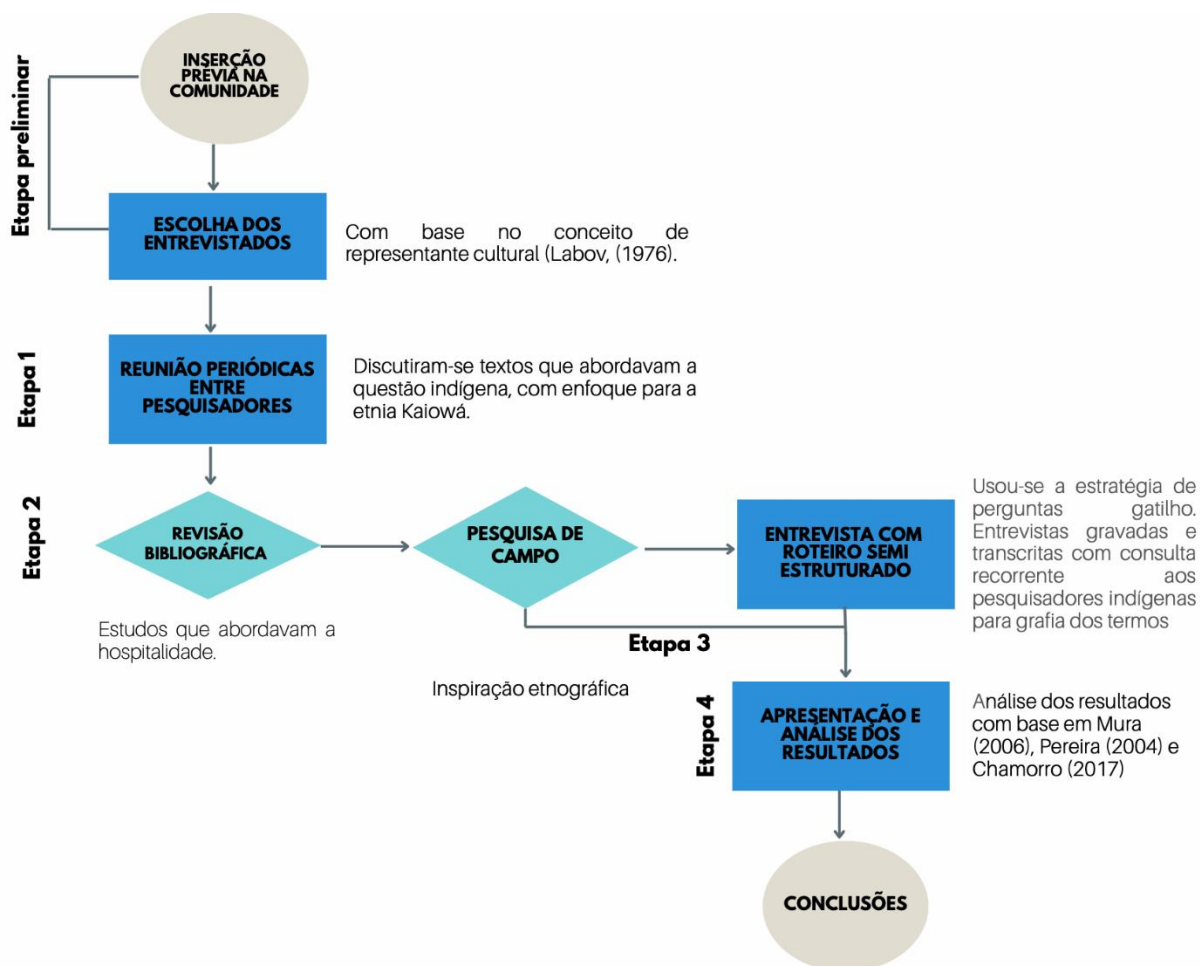 Etapa preliminar
INSERÇÃO
PRÉVIA NA
COMUNIDADE
ESCOLHA DOS
ENTREVISTADOS
Com base no conceito de
representante cultural (Labov, (1976).
Etapa 1
REUNIÃO PERIÓDICAS
ENTRE
PESQUISADORES
Discutiram-se textos que abordavam a
questão indígena, com enfoque para a
etnia Kaiowá.
Etapa 2
REVISÃO
BIBLIOGRÁFICA
Estudos que abordavam a
hospitalidade.
PESQUISA DE
CAMPO
Inspiração etnográfica
ENTREVISTA COM
ROTEIRO SEMI
ESTRUTURADO
Usou-se a estratégia de
perguntas gatilho.
Entrevistas gravadas e
transcritas com consulta
recorrente aos
pesquisadores indígenas
para grafia dos termos
Etapa 3
Etapa 4
APRESENTAÇÃO E
ANÁLISE DOS
RESULTADOS
Análise dos resultados
com base em Mura
(2006), Pereira (2004) e
Chamorro (2017)
CONCLUSÕES